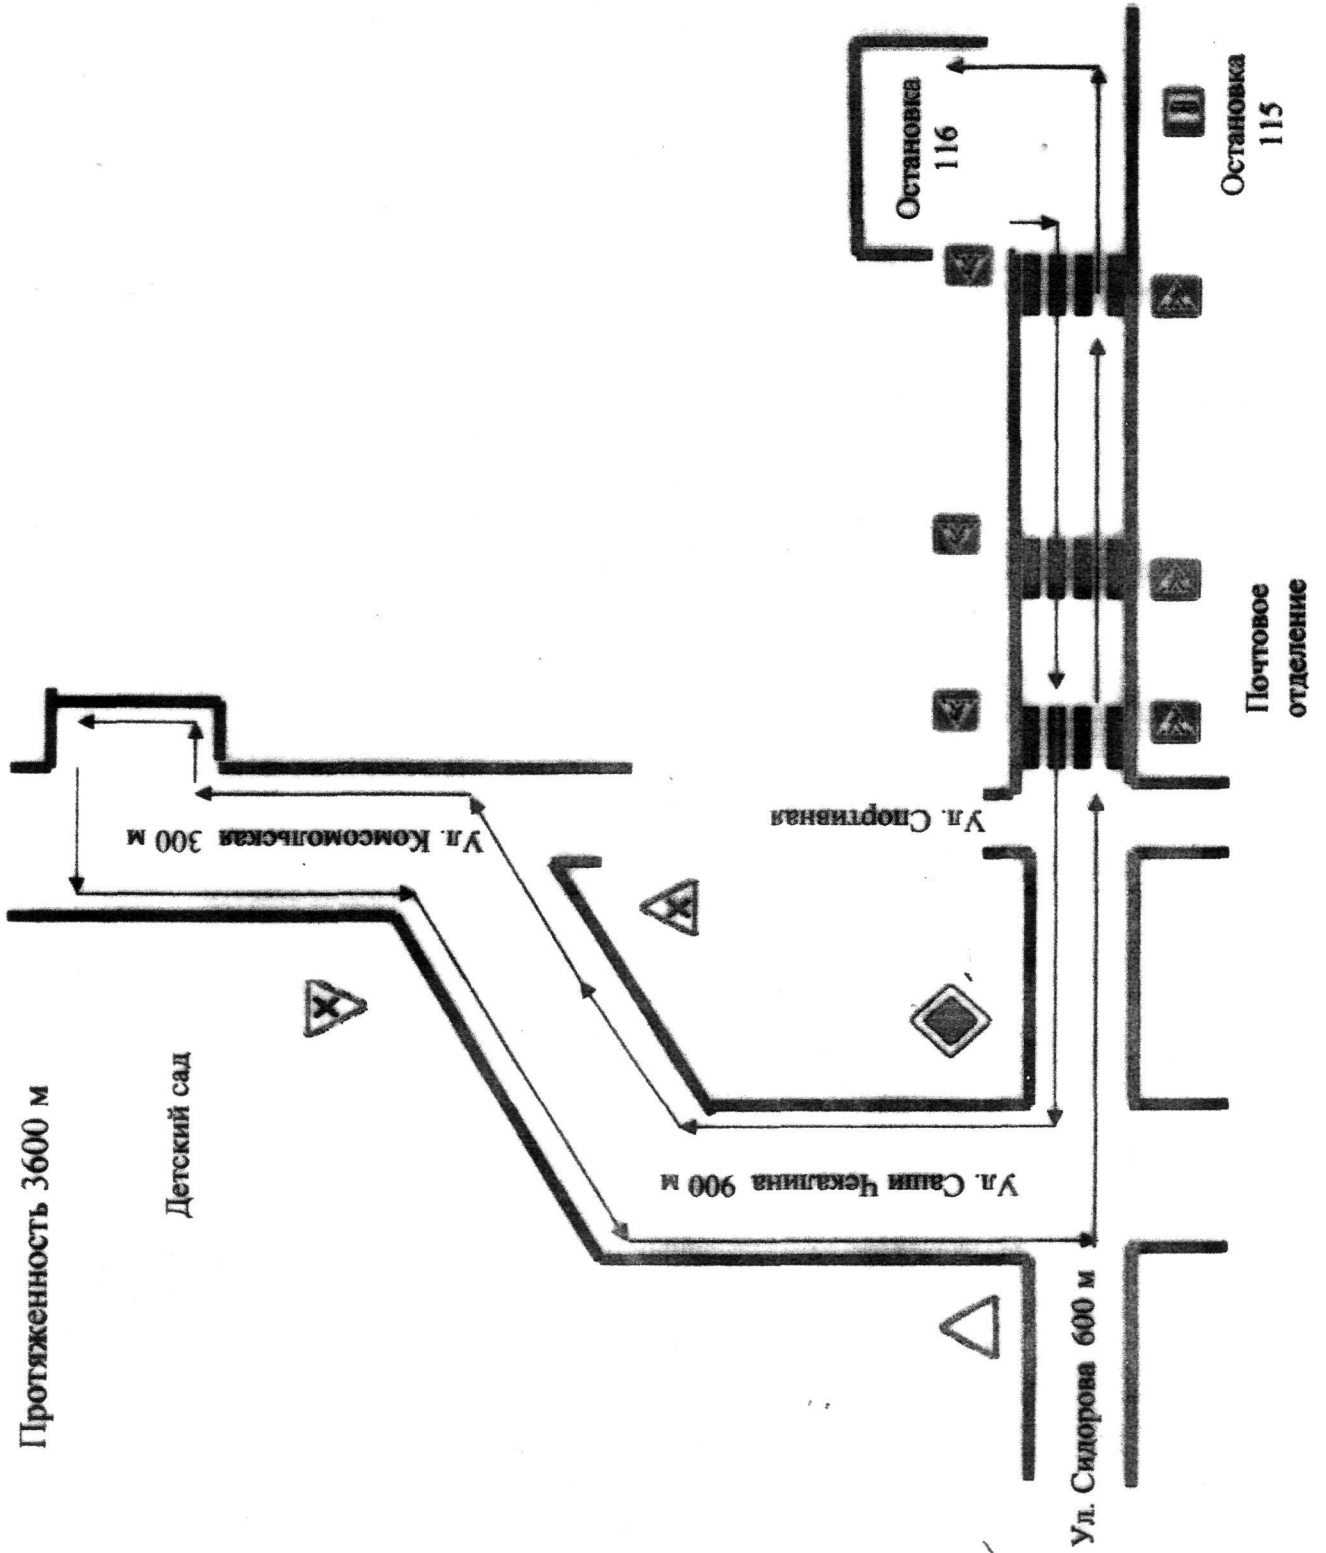 Протяженность 3600 м
Детский сад
Ул. Комсомольская 300 м
Ул. Саши Чекалина 900 м
Ул. Спортивная
Остановка
116
Ул. Сидорова 600 м
Почтовое
отделение
Остановка
115